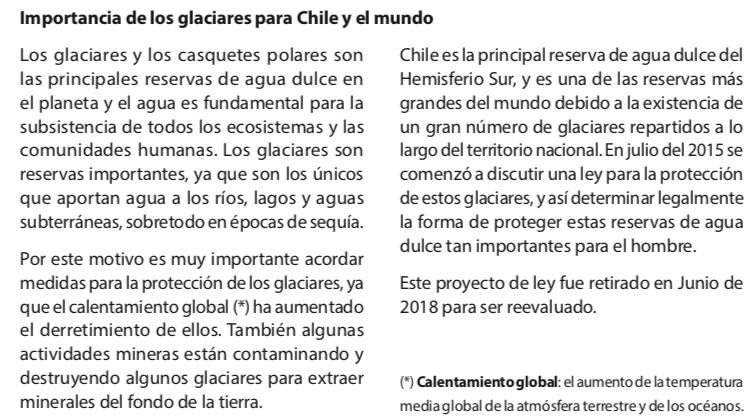 Importancia de los glaciares para Chile y el mundo
Los glaciares y los casquetes polares son
las principales reservas de agua dulce en
el planeta y el agua es fundamental para la
subsistencia de todos los ecosistemas y las
comunidades humanas. Los glaciares son
reservas importantes, ya que son los únicos
que aportan agua a los ríos, lagos y aguas
subterráneas, sobretodo en épocas de sequía.
Por este motivo es muy importante acordar
medidas para la protección de los glaciares, ya
que el calentamiento global (*) ha aumentado
el derretimiento de ellos. También algunas
actividades mineras están contaminando y
destruyendo algunos glaciares para extraer
minerales del fondo de la tierra.
Chile es la principal reserva de agua dulce del
Hemisferio Sur, y es una de las reservas más
grandes del mundo debido a la existencia de
un gran número de glaciares repartidos a lo
largo del territorio nacional. En julio del 2015 se
comenzó a discutir una ley para la protección
de estos glaciares, y así determinar legalmente
la forma de proteger estas reservas de agua
dulce tan importantes para el hombre.
Este proyecto de ley fue retirado en Junio de
2018 para ser reevaluado.
(*) Calentamiento global: el aumento de la temperatura
media global de la atmósfera terrestre y de los océanos.